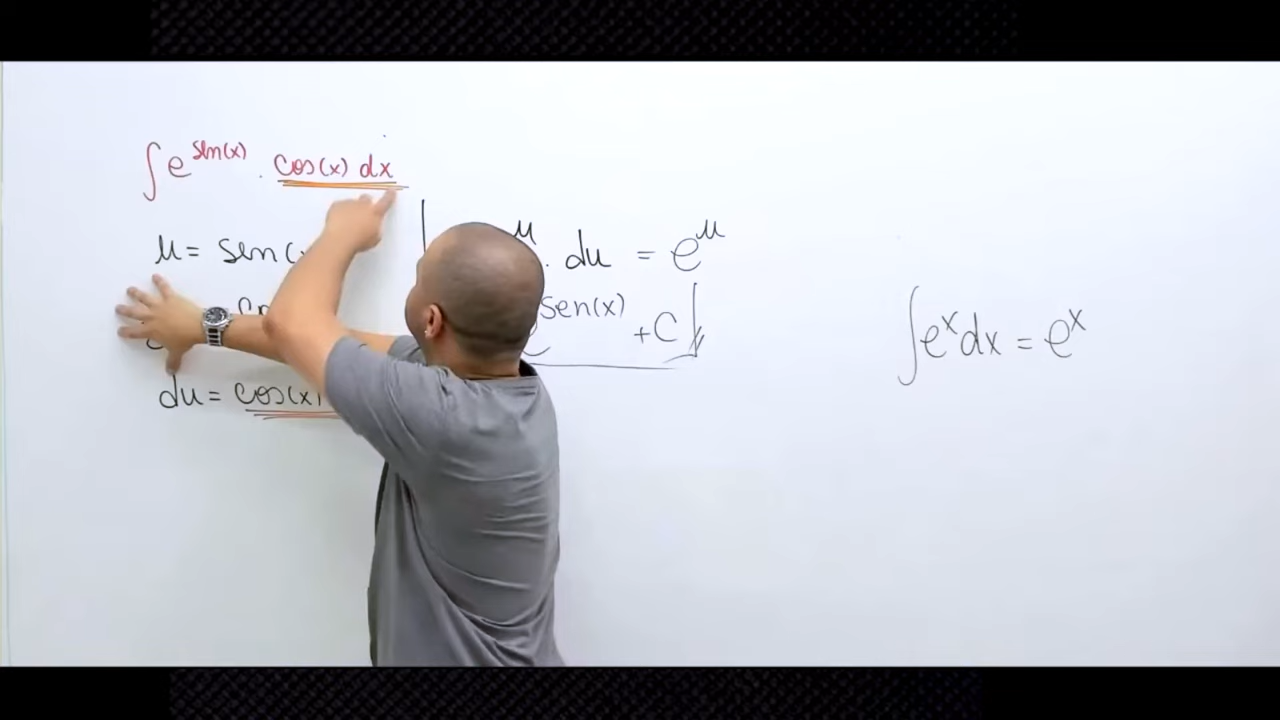 ∫ e^sen(x) . cos(x) dx
u = sen(
du = cos(x)
u . du = e^u
sen(x) + C
∫ e^x dx = e^x